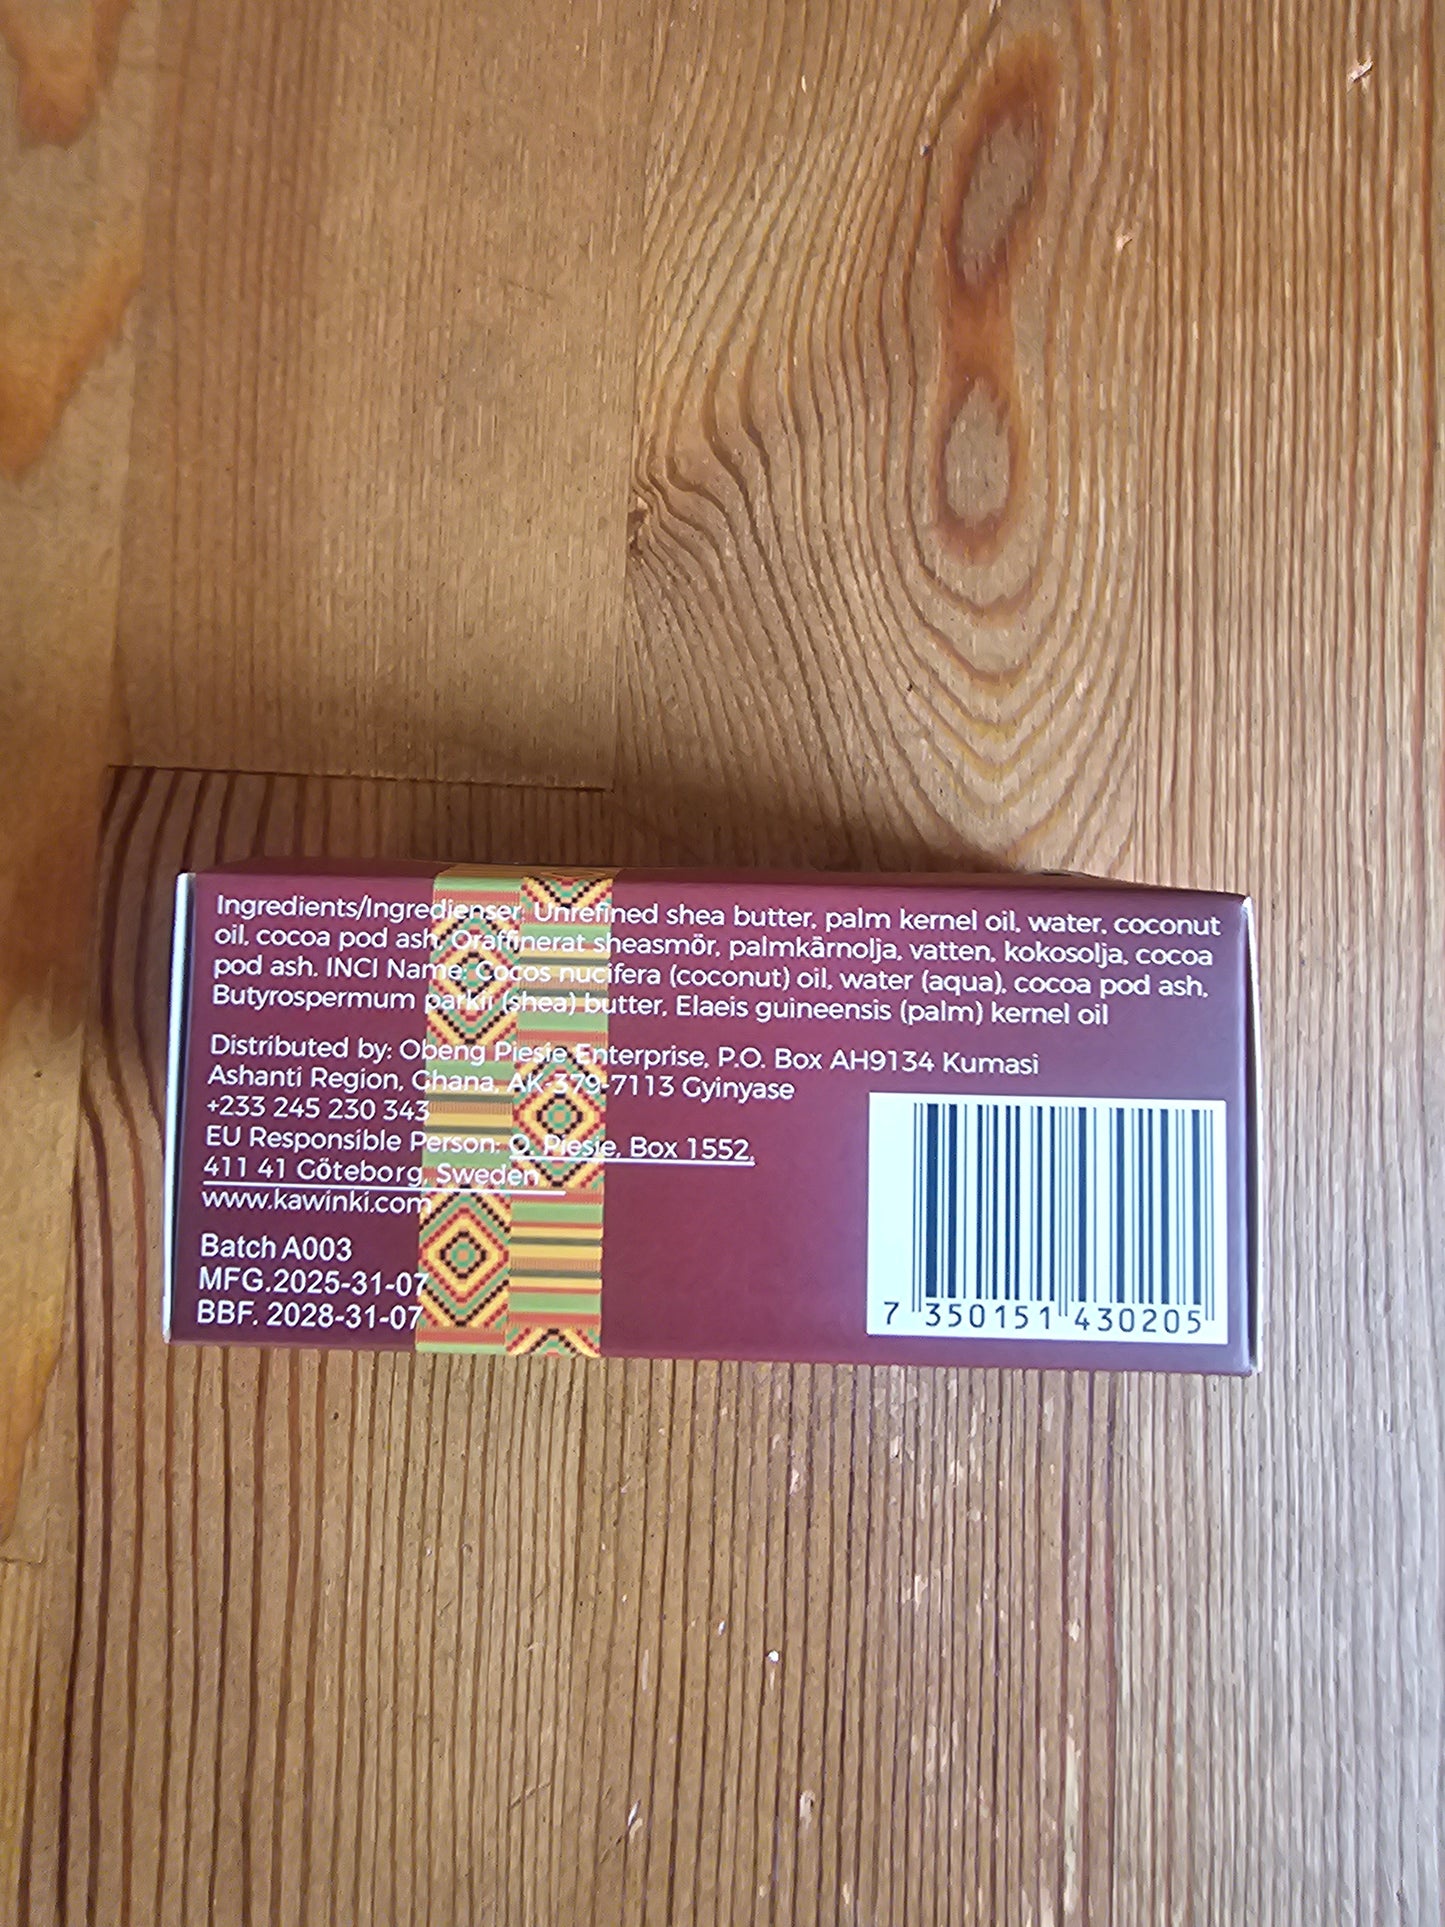 Ingredients/Ingredienser: Unrefined shea butter, palm kernel oil, water, coconut
oil, cocoa pod ash. Oraffinerat sheasmör, palmkärnolja, vatten, kokosolja, cocoa
pod ash. INCI Name: Cocos nucifera (coconut) oil, water (aqua), cocoa pod ash,
Butyrospermum parkii (shea) butter, Elaeis guineensis (palm) kernel oil
Distributed by: Obeng Piesie Enterprise, P.O. Box AH9134 Kumasi
Ashanti Region, Ghana, AK-379-7113 Gyinyase
+233 245 230 343
EU Responsible Person: O. Piesie, Box 1552,
411 41 Göteborg, Sweden
www.kawinki.com
Batch A003
MFG.2025-31-07
BBF. 2028-31-07
7 350151 430205